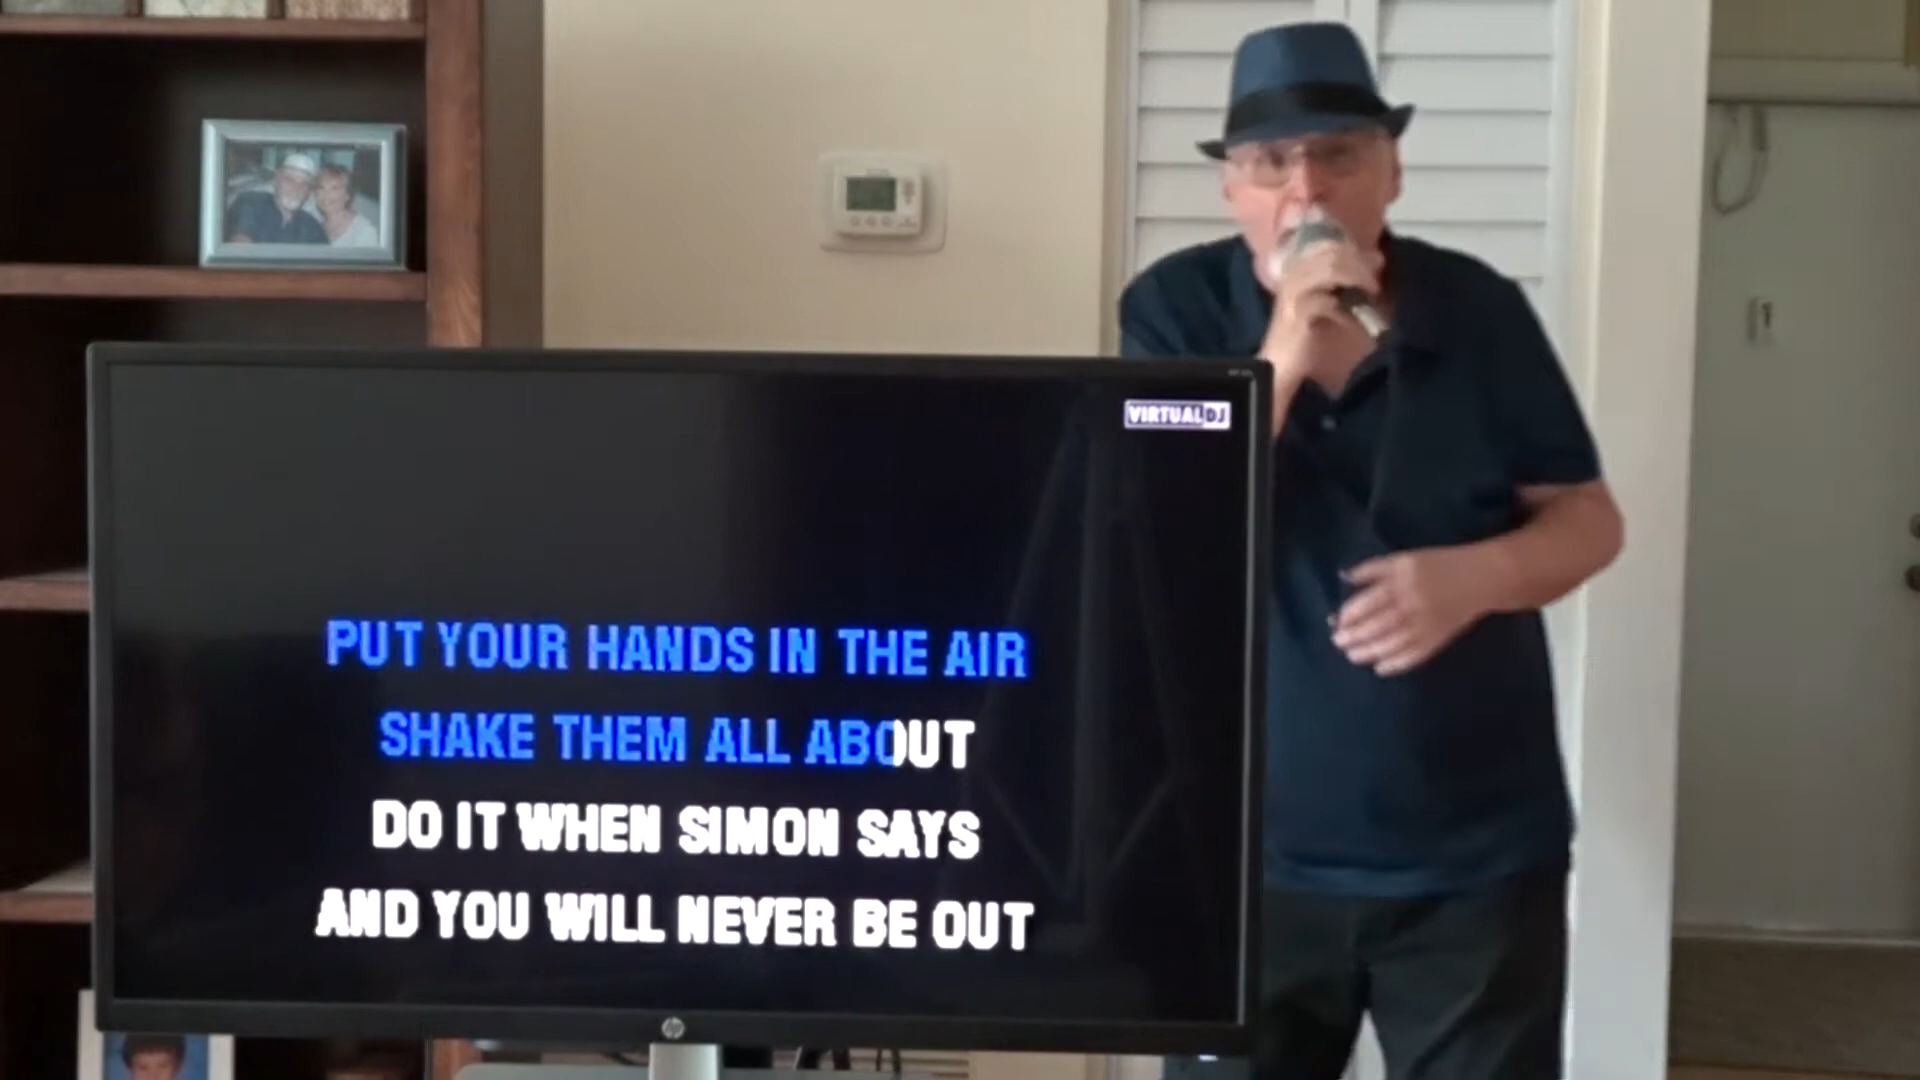 VIRTUALDJ
PUT YOUR HANDS IN THE AIR
SHAKE THEM ALL ABOUT
DO IT WHEN SIMON SAYS
AND YOU WILL NEVER BE OUT
hp